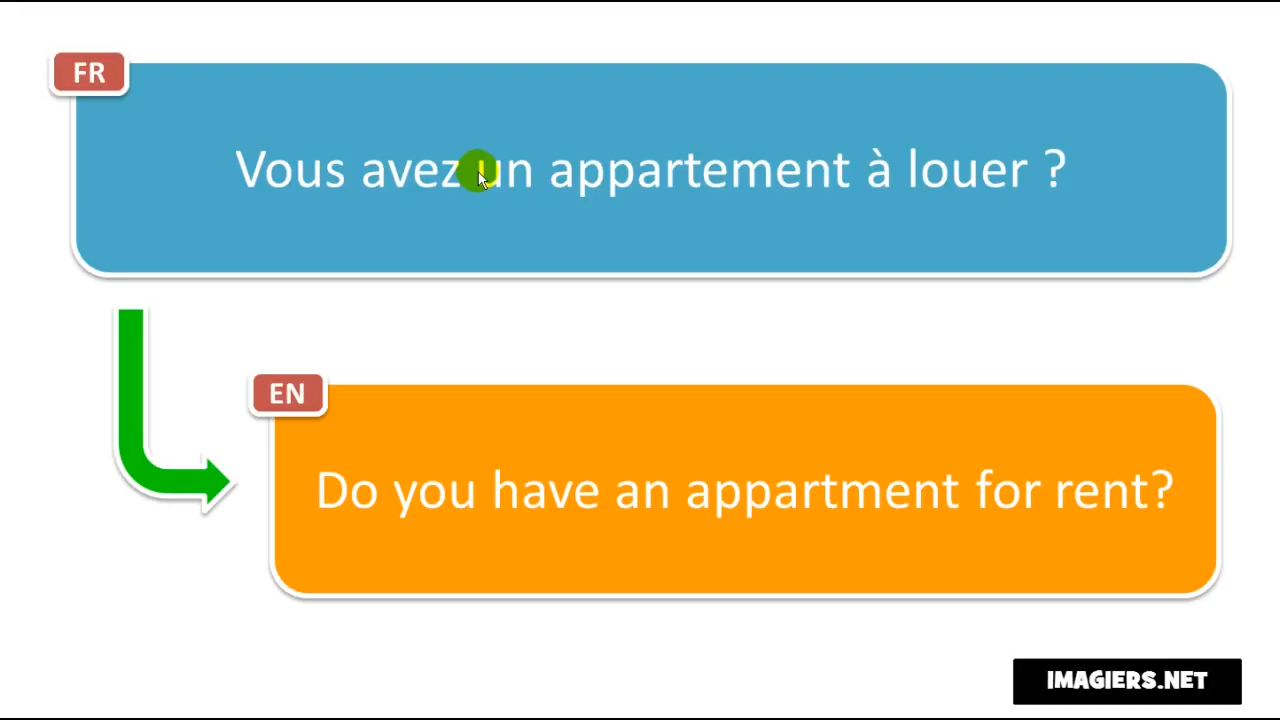 FR
Vous avez un appartement à louer ?
EN
Do you have an appartment for rent?
IMAGIERS.NET